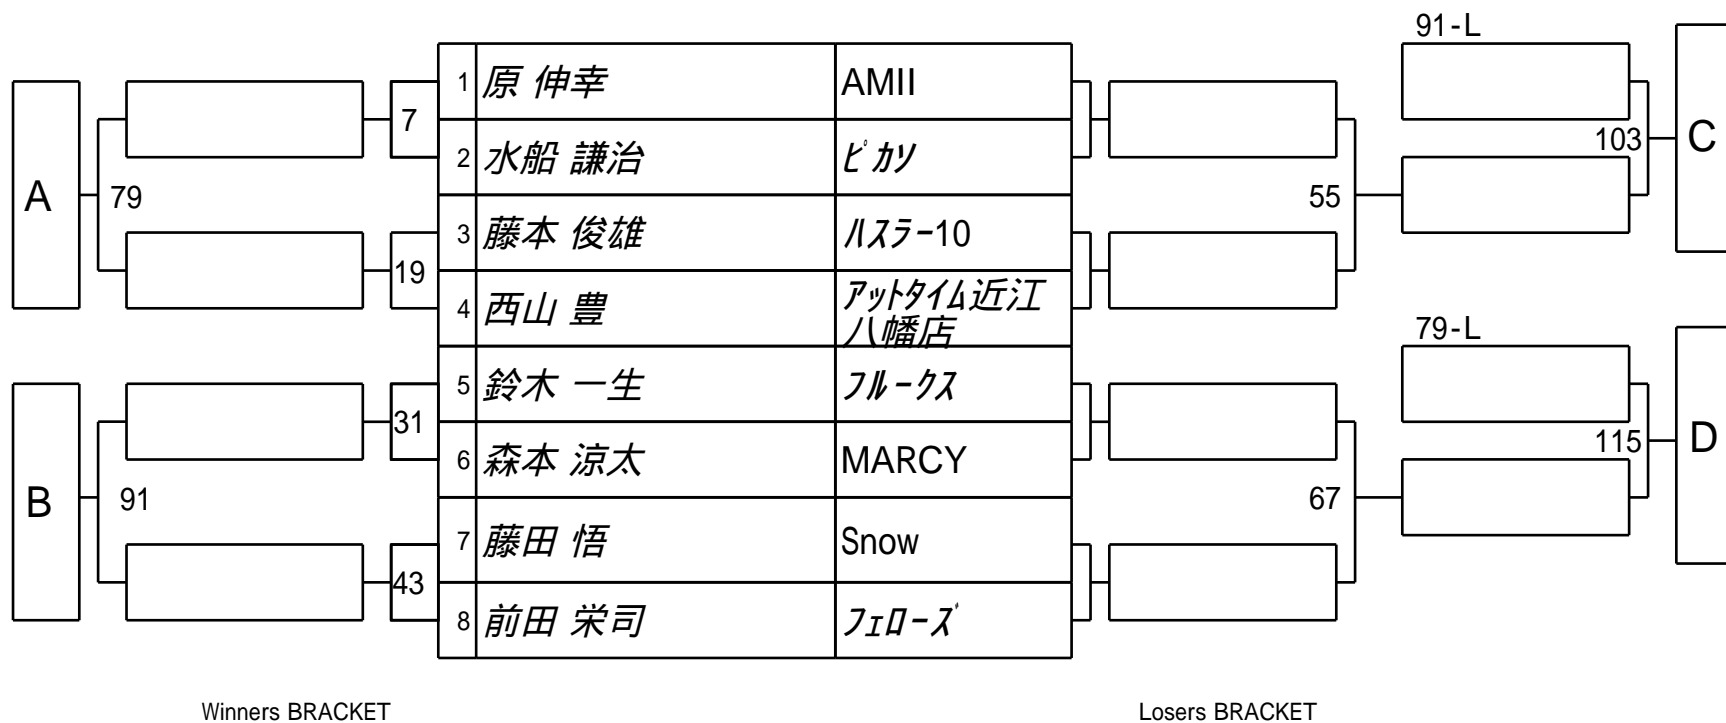 91-L
1 原 伸幸 AMII
7
2 水船 謙治 ピカソ
103 C
A 79
3 藤本 俊雄 ハスラー10
55
19
4 西山 豊 アットタイム近江
八幡店
79-L
5 鈴木 一生 フルークス
31
6 森本 涼太 MARCY
115 D
B 91
67
7 藤田 悟 Snow
43
8 前田 栄司 フェローズ
Winners BRACKET Losers BRACKET